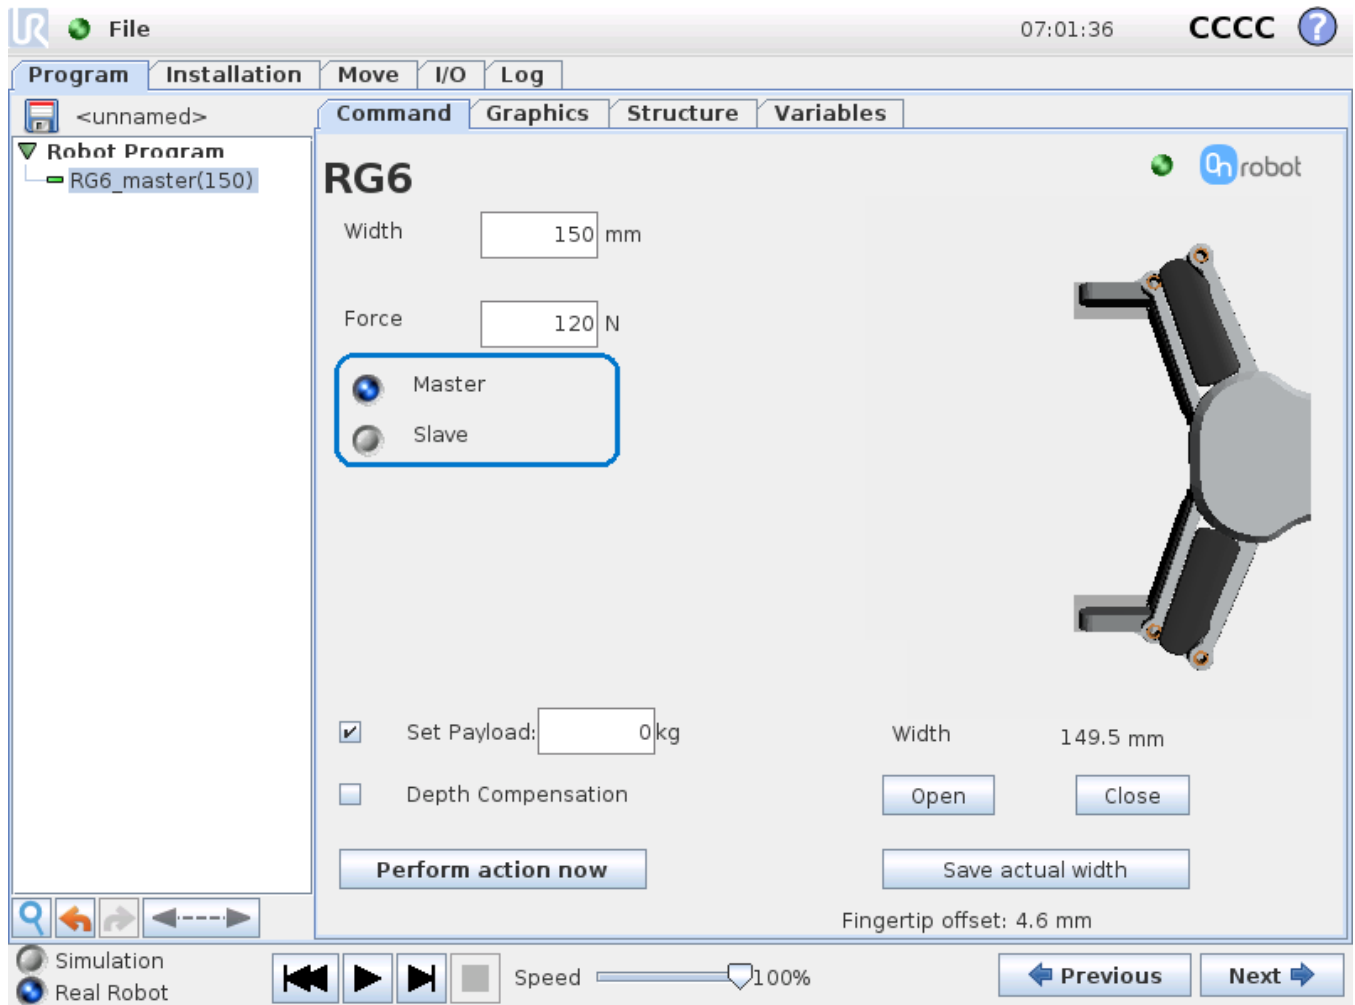 UR File 07:01:36 CCCC ?
Program Installation Move I/O Log
<unnamed> Command Graphics Structure Variables
Robot Program
RG6_master(150)
RG6 On robot
Width 150 mm
Force 120 N
Master
Slave
Set Payload: 0 kg Width 149.5 mm
Depth Compensation Open Close
Perform action now Save actual width
Fingertip offset: 4.6 mm
Simulation
Real Robot
Speed 100% Previous Next